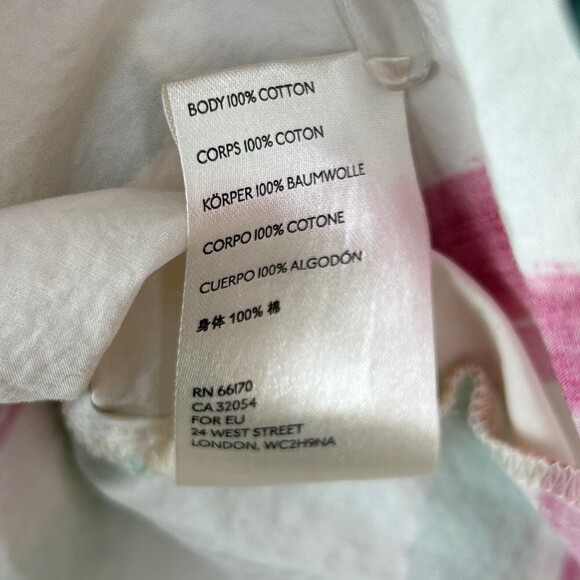 BODY 100% COTTON
CORPS 100% COTON
KÖRPER 100% BAUMWOLLE
CORPO 100% COTONE
CUERPO 100% ALGODÓN
身体 100% 棉
RN 66170
CA 32054
FOR EU
24 WEST STREET
LONDON, WC2H9NA